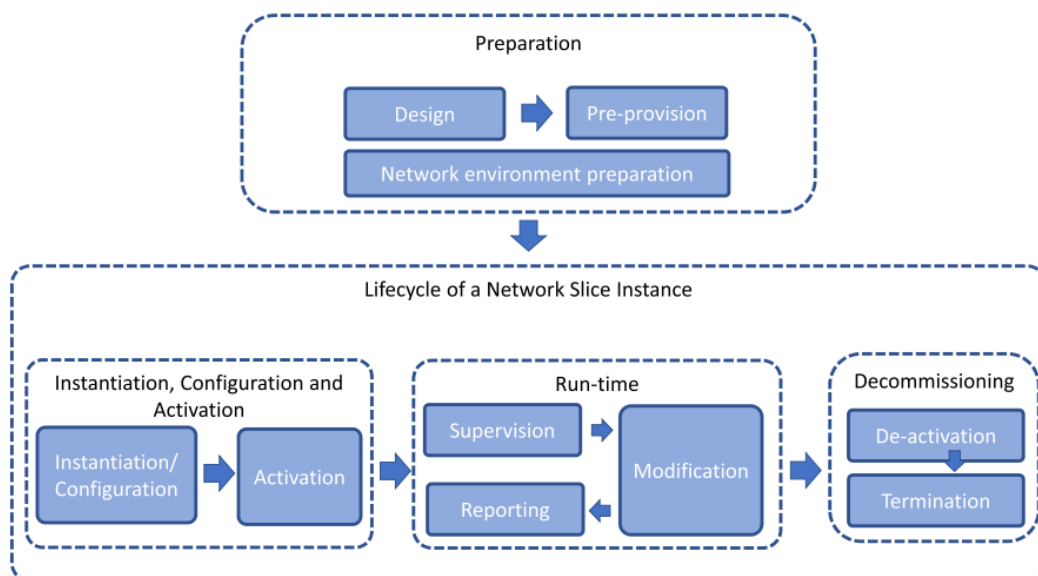 Preparation
Design
Pre-provision
Network environment preparation
Lifecycle of a Network Slice Instance
Instantiation, Configuration and
Activation
Instantiation/
Configuration
Activation
Run-time
Supervision
Reporting
Modification
Decommissioning
De-activation
Termination